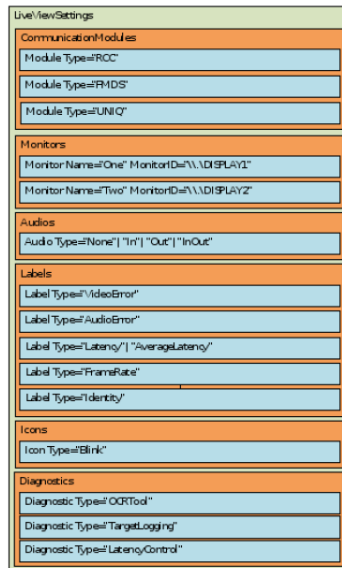 LiveViewSettings
CommunicationModules
Module Type="RCC"
Module Type="FMDS"
Module Type="UNIQ"
Monitors
Monitor Name="One" MonitorID="\\.\DISPLAY1"
Monitor Name="Two" MonitorID="\\.\DISPLAY2"
Audios
Audio Type="None"| "In"| "Out"| "InOut"
Labels
Label Type="VideoError"
Label Type="AudioError"
Label Type="Latency"| "AverageLatency"
Label Type="FrameRate"
Label Type="Identity"
Icons
Icon Type="Blink"
Diagnostics
Diagnostic Type="OCRTool"
Diagnostic Type="TargetLogging"
Diagnostic Type="LatencyControl"